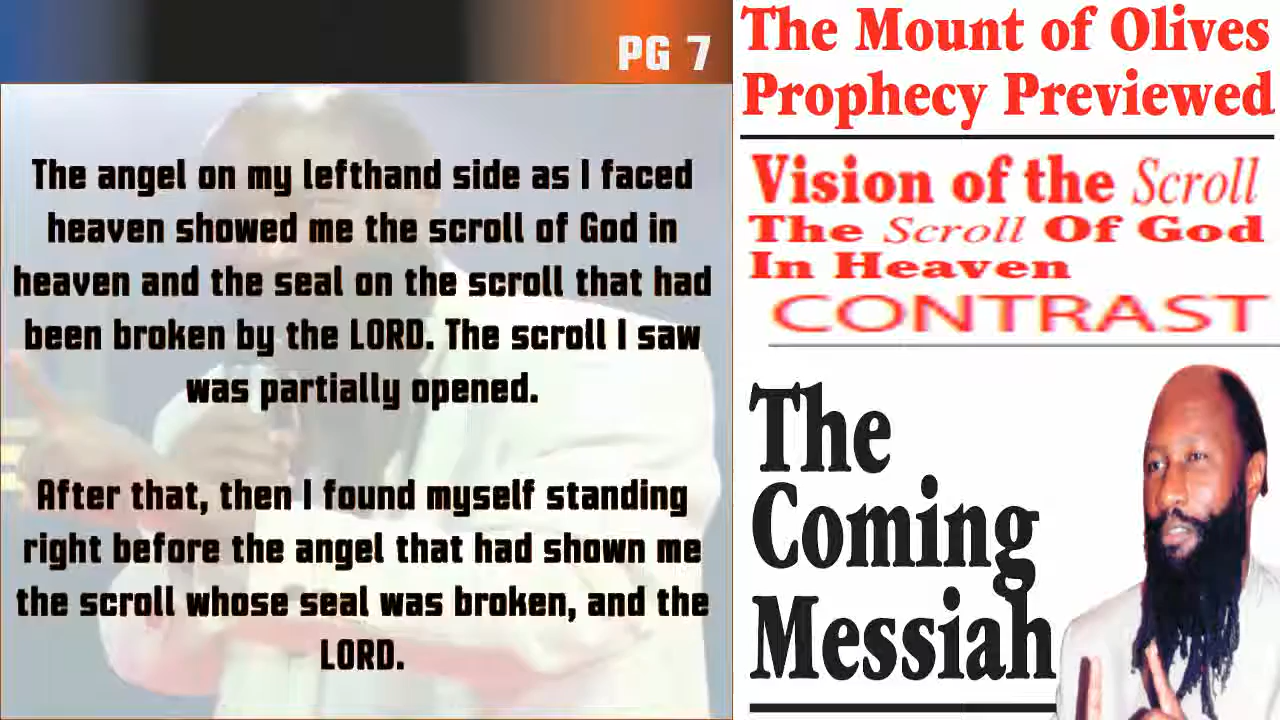 PG 7
The angel on my lefthand side as I faced
heaven showed me the scroll of God in
heaven and the seal on the scroll that had
been broken by the LORD. The scroll I saw
was partially opened.
After that, then I found myself standing
right before the angel that had shown me
the scroll whose seal was broken, and the
LORD.
The Mount of Olives
Prophecy Previewed
Vision of the Scroll
The Scroll Of God
In Heaven
CONTRAST
The
Coming
Messiah